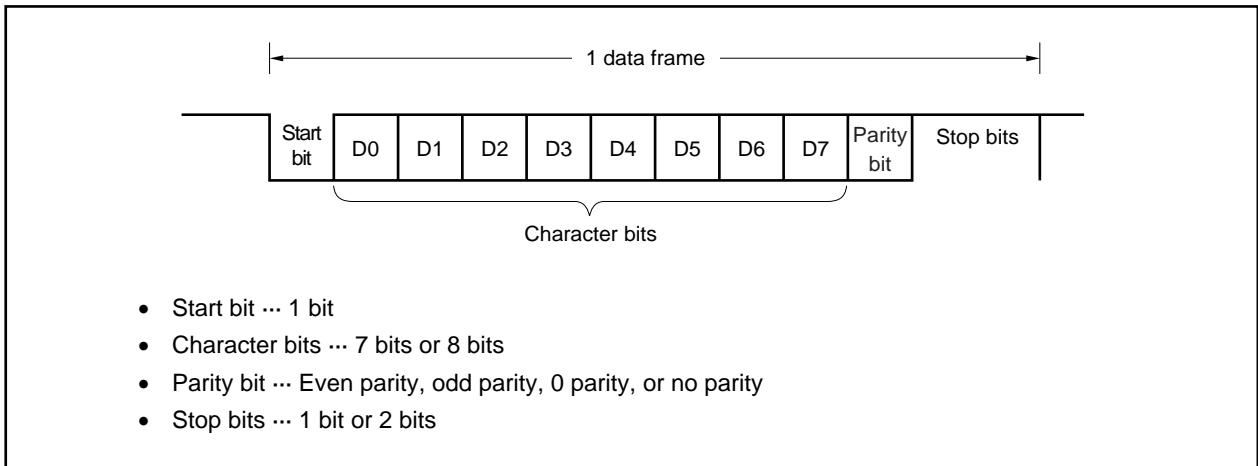 1 data frame
Start bit D0 D1 D2 D3 D4 D5 D6 D7 Parity bit Stop bits
Character bits
• Start bit ··· 1 bit
• Character bits ··· 7 bits or 8 bits
• Parity bit ··· Even parity, odd parity, 0 parity, or no parity
• Stop bits ··· 1 bit or 2 bits